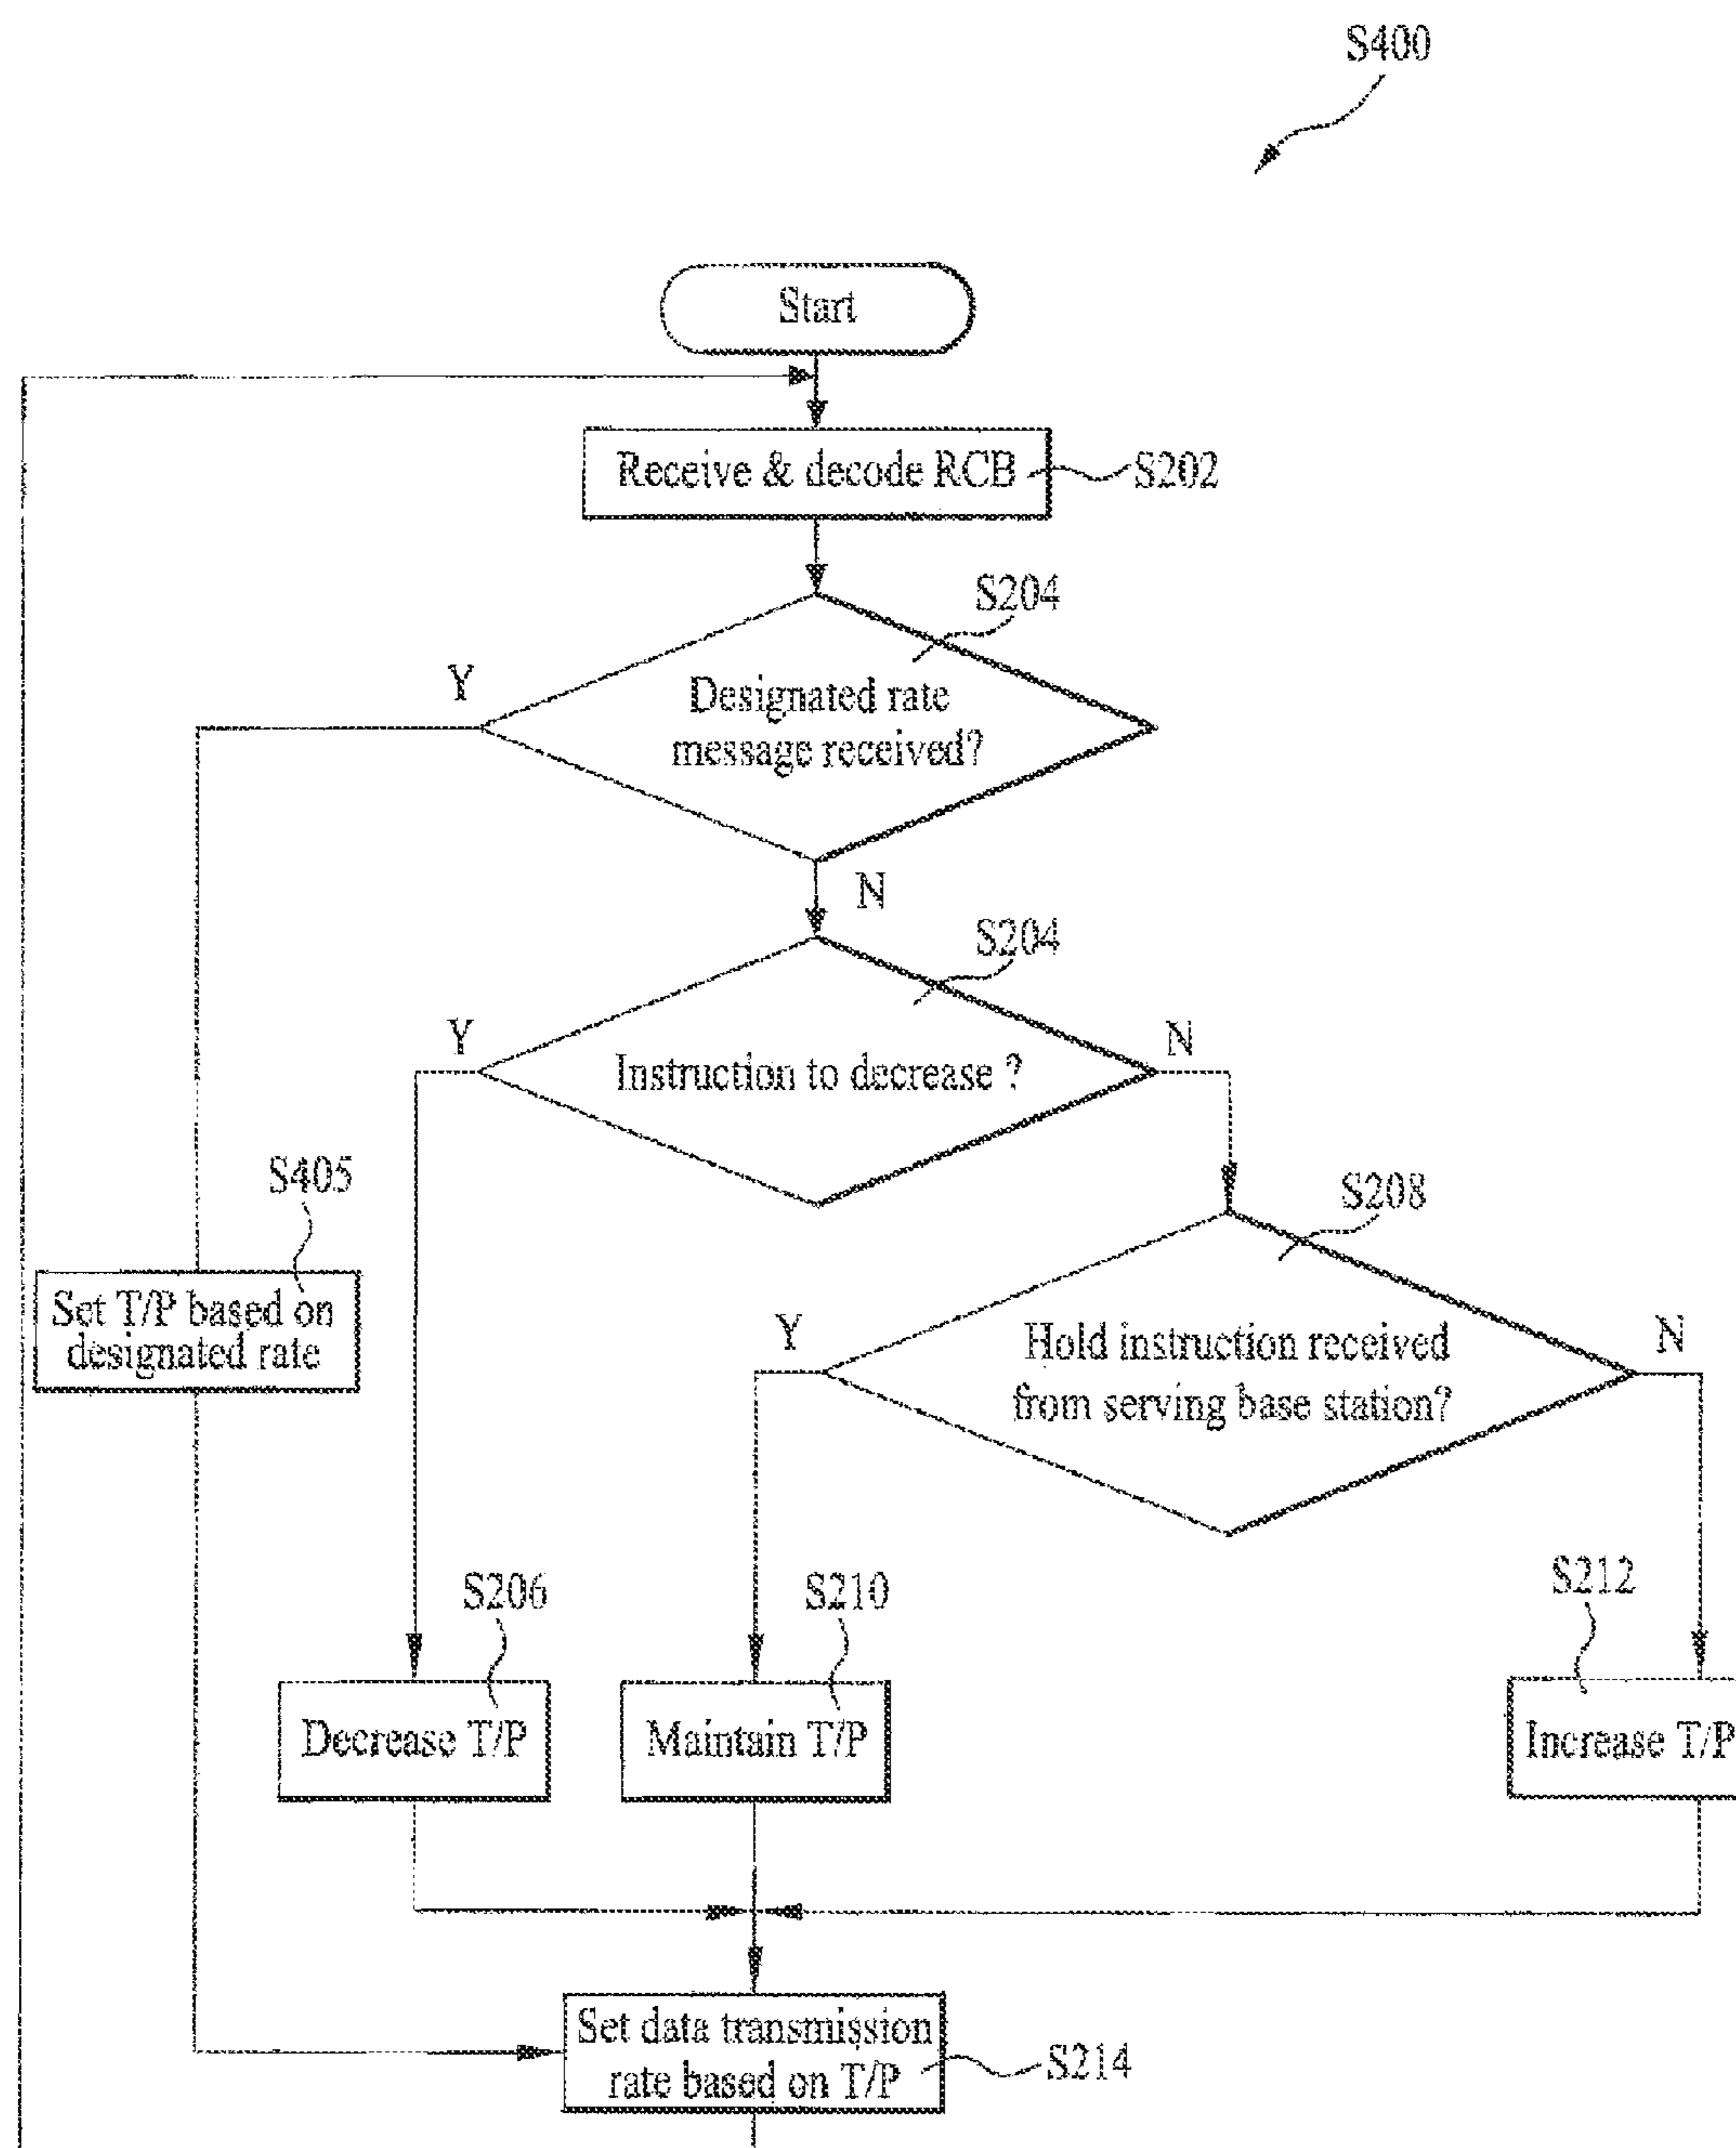 S400
Start
Receive & decode RCB
S202
S204
Y
Designated rate
message received?
N
S204
Y
N
Instruction to decrease ?
S405
S208
Set T/P based on
designated rate
Y
Hold instruction received
from serving base station?
N
S206
S210
S212
Decrease T/P
Maintain T/P
Increase T/P
Set data transmission
rate based on T/P
S214